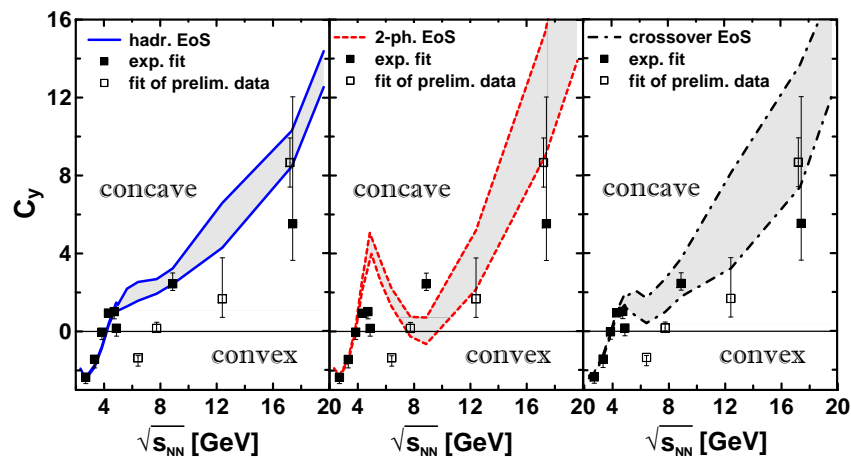 16
12
8
4
0
C_y
hadr. EoS
exp. fit
fit of prelim. data
concave
convex
2-ph. EoS
exp. fit
fit of prelim. data
concave
convex
crossover EoS
exp. fit
fit of prelim. data
concave
convex
4 8 12 16 20 4 8 12 16 20 4 8 12 16 20
√s_NN [GeV] √s_NN [GeV] √s_NN [GeV]